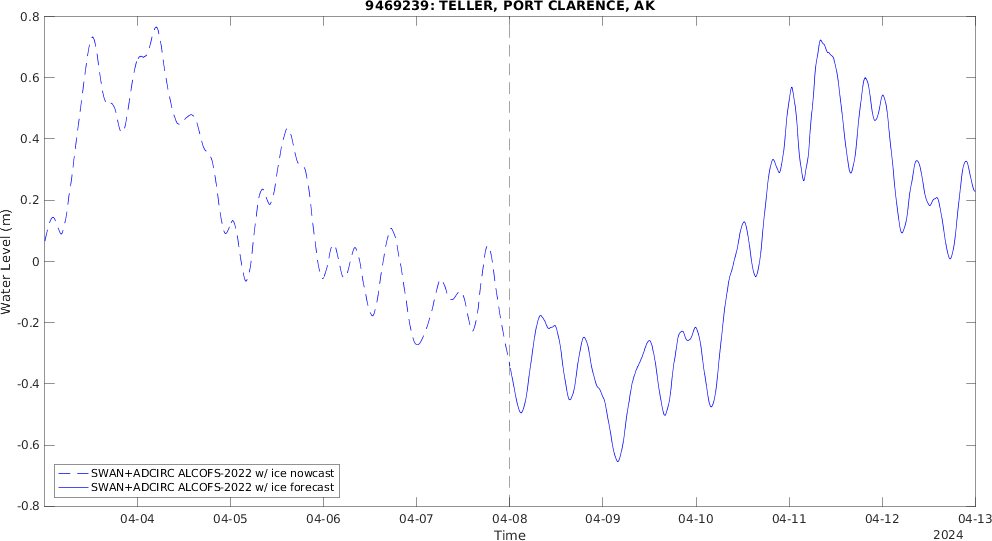 9469239: TELLER, PORT CLARENCE, AK
0.8
0.6
0.4
0.2
0
-0.2
-0.4
-0.6
-0.8
Water Level (m)
SWAN+ADCIRC ALCOFS-2022 w/ ice nowcast
SWAN+ADCIRC ALCOFS-2022 w/ ice forecast
04-04 04-05 04-06 04-07 04-08 04-09 04-10 04-11 04-12 04-13
Time
2024